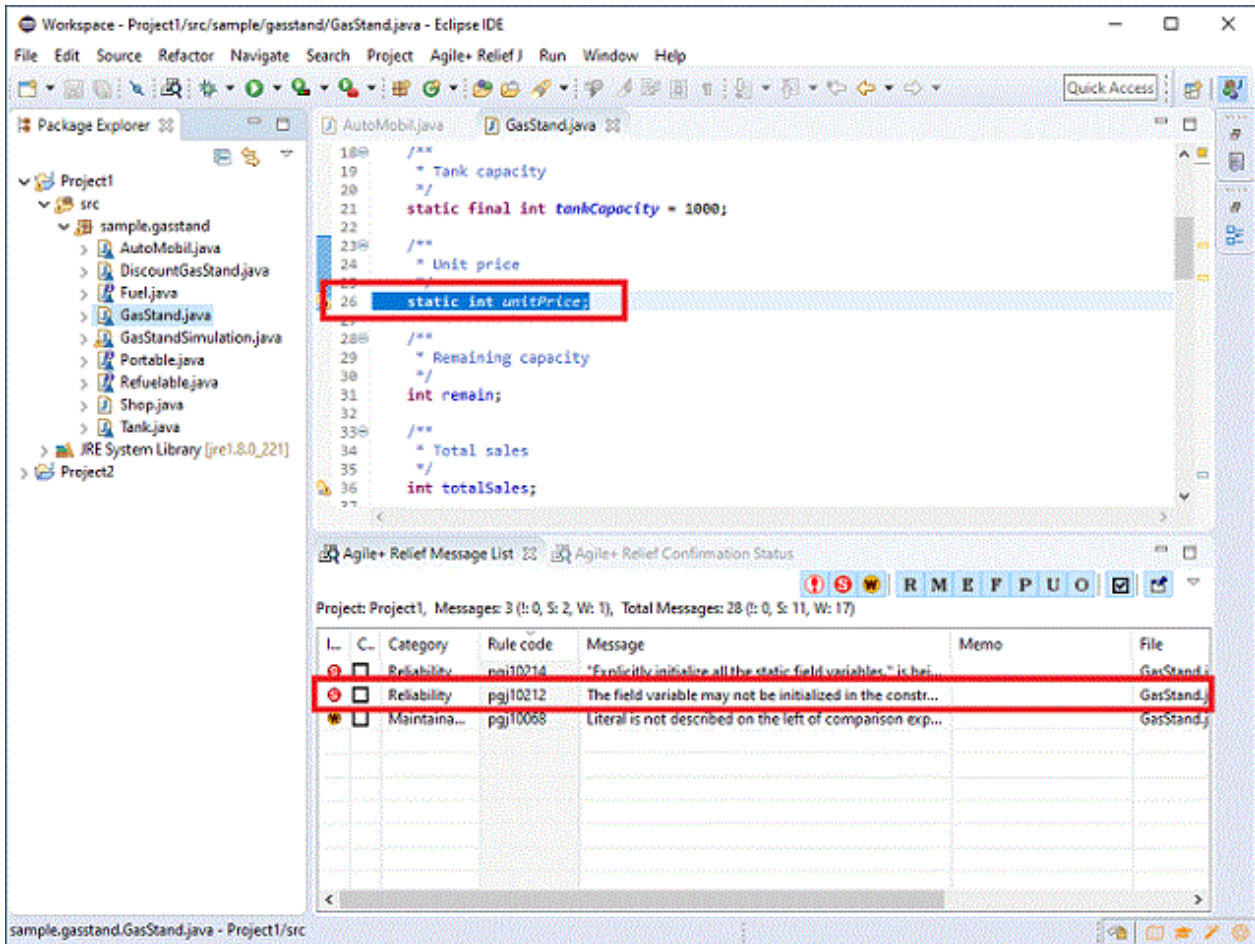 Workspace - Project1/src/sample/gasstand/GasStand.java - Eclipse IDE
File Edit Source Refactor Navigate Search Project Agile+ Relief J Run Window Help
Quick Access
Package Explorer
Project1
src
sample.gasstand
AutoMobil.java
DiscountGasStand.java
Fuel.java
GasStand.java
GasStandSimulation.java
Portable.java
Refuelable.java
Shop.java
Tank.java
JRE System Library [jre1.8.0_221]
Project2
AutoMobil.java GasStand.java
18 /**
19 * Tank capacity
20 */
21 static final int tankCapacity = 1000;
22
23 /**
24 * Unit price
25 */
26 static int unitPrice;
27
28 /**
29 * Remaining capacity
30 */
31 int remain;
32
33 /**
34 * Total sales
35 */
36 int totalSales;
37
Agile+ Relief Message List Agile+ Relief Confirmation Status
! S W R M E F P U O
Project: Project1, Messages: 3 (!: 0, S: 2, W: 1), Total Messages: 28 (!: 0, S: 11, W: 17)
I... C... Category Rule code Message Memo File
S Reliability pgj10214 "Explicitly initialize all the static field variables." is bei... GasStand.j
S Reliability pgj10212 The field variable may not be initialized in the constr... GasStand.j
W Maintaina... pgj10068 Literal is not described on the left of comparison exp... GasStand.j
sample.gasstand.GasStand.java - Project1/src